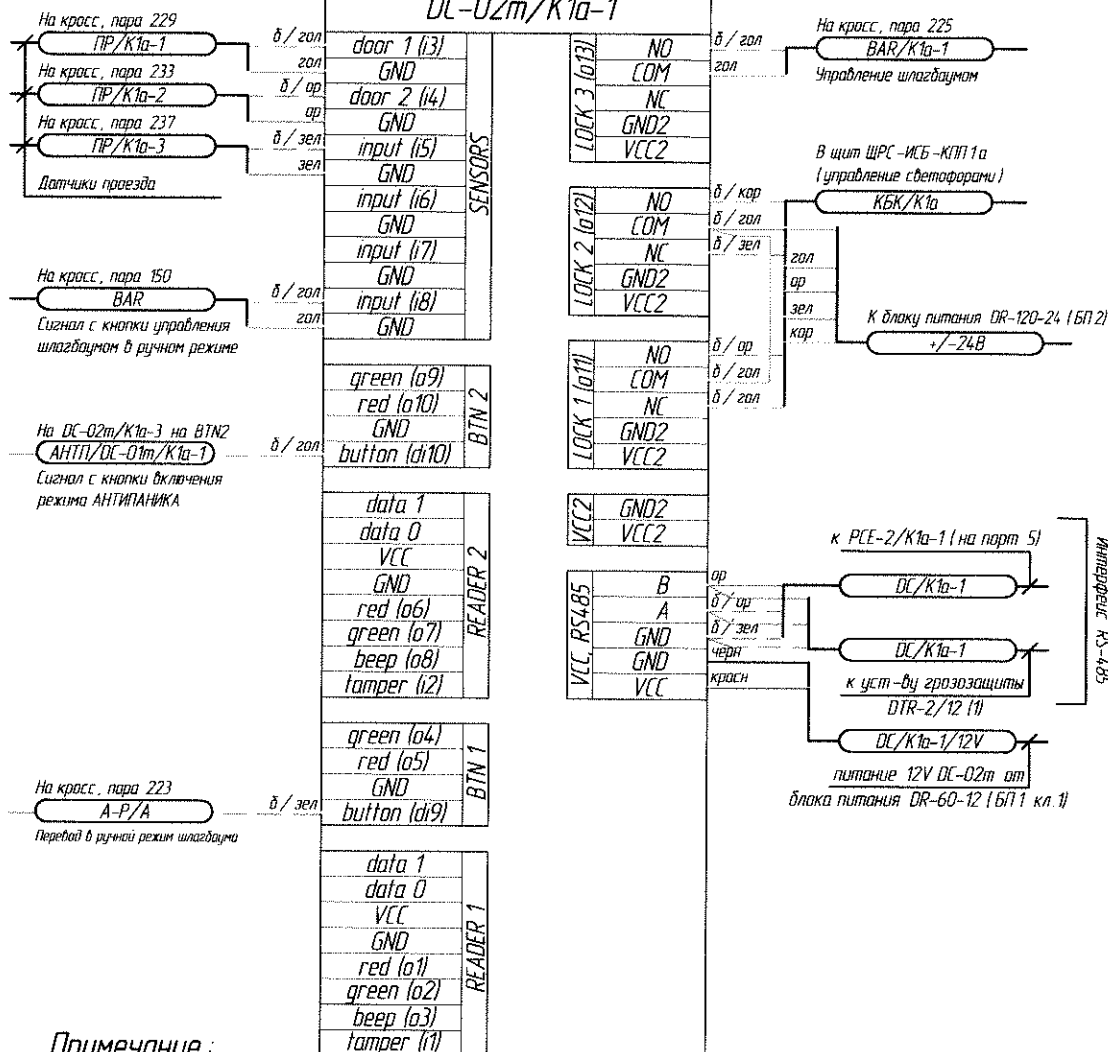 DC-02m/К1а-1
На кросс, пара 229
ПР/К1а-1
На кросс, пара 233
ПР/К1а-2
На кросс, пара 237
ПР/К1а-3
Датчики проезда
На кросс, пара 150
BAR
Сигнал с кнопки управления
шлагбаумом в ручном режиме
На DC-02m/К1а-3 на BTN2
АНТП/DC-01m/К1а-1
Сигнал с кнопки включения
режима АНТИПАНИКА
На кросс, пара 223
А-Р/А
Перевод в ручной режим шлагбаума
б/гол
гол
б/ор
ор
б/зел
зел
б/гол
гол
б/гол
б/зел
door 1 (i3)
GND
door 2 (i4)
GND
input (i5)
GND
input (i6)
GND
input (i7)
GND
input (i8)
GND
SENSORS
green (o9)
red (o10)
GND
button (di10)
BTN 2
data 1
data 0
VCC
GND
red (o6)
green (o7)
beep (o8)
tamper (i2)
READER 2
green (o4)
red (o5)
GND
button (di9)
BTN 1
data 1
data 0
VCC
GND
red (o1)
green (o2)
beep (o3)
tamper (i1)
READER 1
LOCK 3 (o13)
NO
COM
NC
GND2
VCC2
б/гол
гол
LOCK 2 (o12)
NO
COM
NC
GND2
VCC2
б/кор
б/гол
б/зел
LOCK 1 (o11)
NO
COM
NC
GND2
VCC2
б/ор
б/гол
б/гол
VCC2
GND2
VCC2
VCC, RS485
B
A
GND
GND
VCC
ор
б/ор
б/зел
черн
красн
На кросс, пара 225
BAR/К1а-1
Управление шлагбаумом
В щит ЩРС-ИСБ-КПП1а
(управление светофорами)
КБК/К1а
гол
ор
зел
кор
К блоку питания DR-120-24 (БП2)
+/-24В
к PCE-2/К1а-1 (на порт 5)
DC/К1а-1
DC/К1а-1
к уст-ву грозозащиты
DTR-2/12 (1)
Интерфейс RS-485
DC/К1а-1/12V
питание 12V DC-02m от
блока питания DR-60-12 (БП1 кл.1)
Примечание: